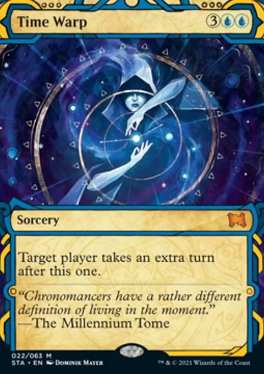 Time Warp 3
Sorcery
Target player takes an extra turn
after this one.
“Chronomancers have a rather different
definition of living in the moment.”
—The Millennium Tome
022/063 M
STA • EN DOMINIK MAYER
™ & © 2021 Wizards of the Coast